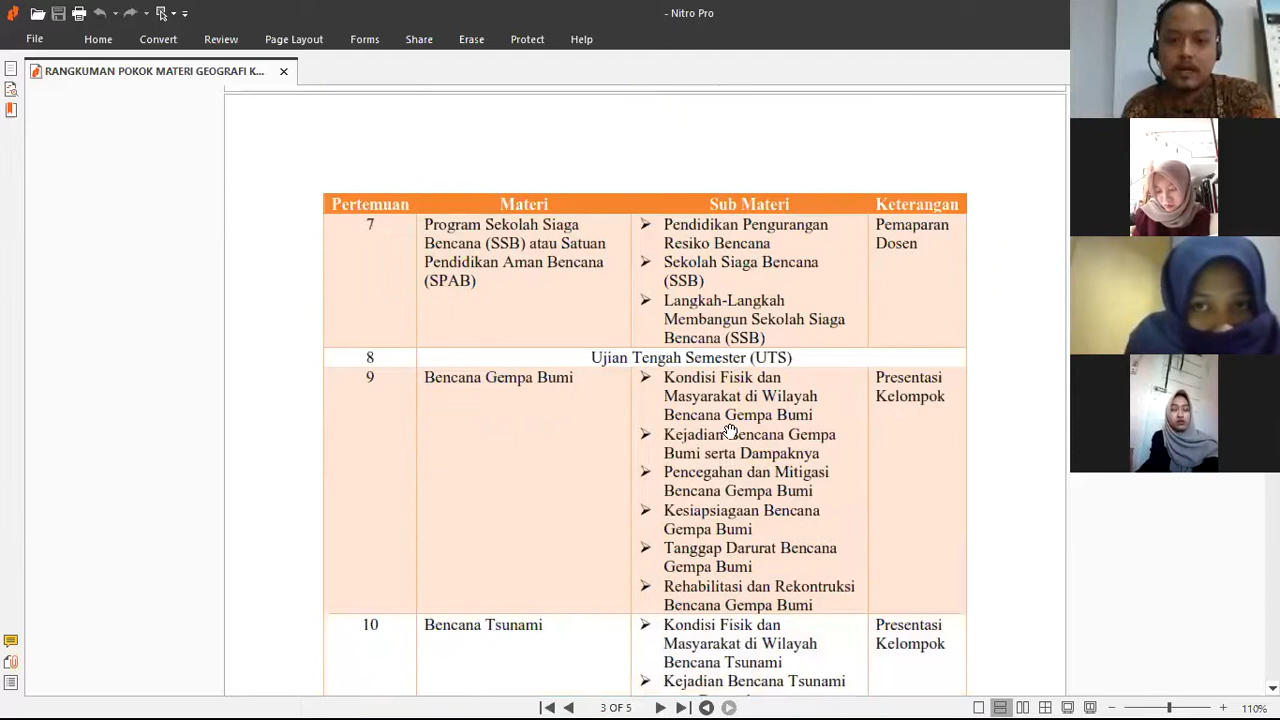 - Nitro Pro
File Home Convert Review Page Layout Forms Share Erase Protect Help
RANGKUMAN POKOK MATERI GEOGRAFI K...
Pertemuan Materi Sub Materi Keterangan
7
Program Sekolah Siaga
Bencana (SSB) atau Satuan
Pendidikan Aman Bencana
(SPAB)
➢ Pendidikan Pengurangan
Resiko Bencana
➢ Sekolah Siaga Bencana
(SSB)
➢ Langkah-Langkah
Membangun Sekolah Siaga
Bencana (SSB)
Pemaparan
Dosen
8 Ujian Tengah Semester (UTS)
9
Bencana Gempa Bumi
➢ Kondisi Fisik dan
Masyarakat di Wilayah
Bencana Gempa Bumi
➢ Kejadian Bencana Gempa
Bumi serta Dampaknya
➢ Pencegahan dan Mitigasi
Bencana Gempa Bumi
➢ Kesiapsiagaan Bencana
Gempa Bumi
➢ Tanggap Darurat Bencana
Gempa Bumi
➢ Rehabilitasi dan Rekontruksi
Bencana Gempa Bumi
Presentasi
Kelompok
10
Bencana Tsunami
➢ Kondisi Fisik dan
Masyarakat di Wilayah
Bencana Tsunami
➢ Kejadian Bencana Tsunami
Presentasi
Kelompok
3 OF 5
110%